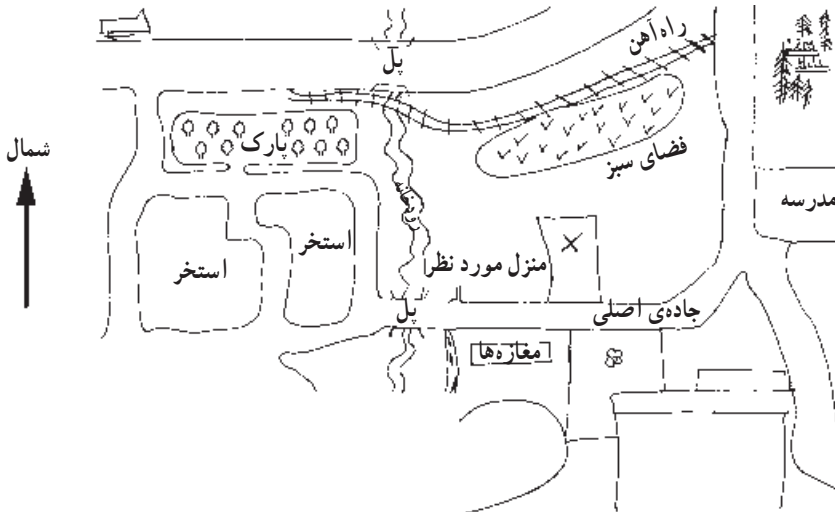 راه‌آهن
پل
پارک
فضای سبز
شمال
مدرسه
استخر
استخر
منزل مورد نظر
پل
جاده‌ی اصلی
مغازه‌ها